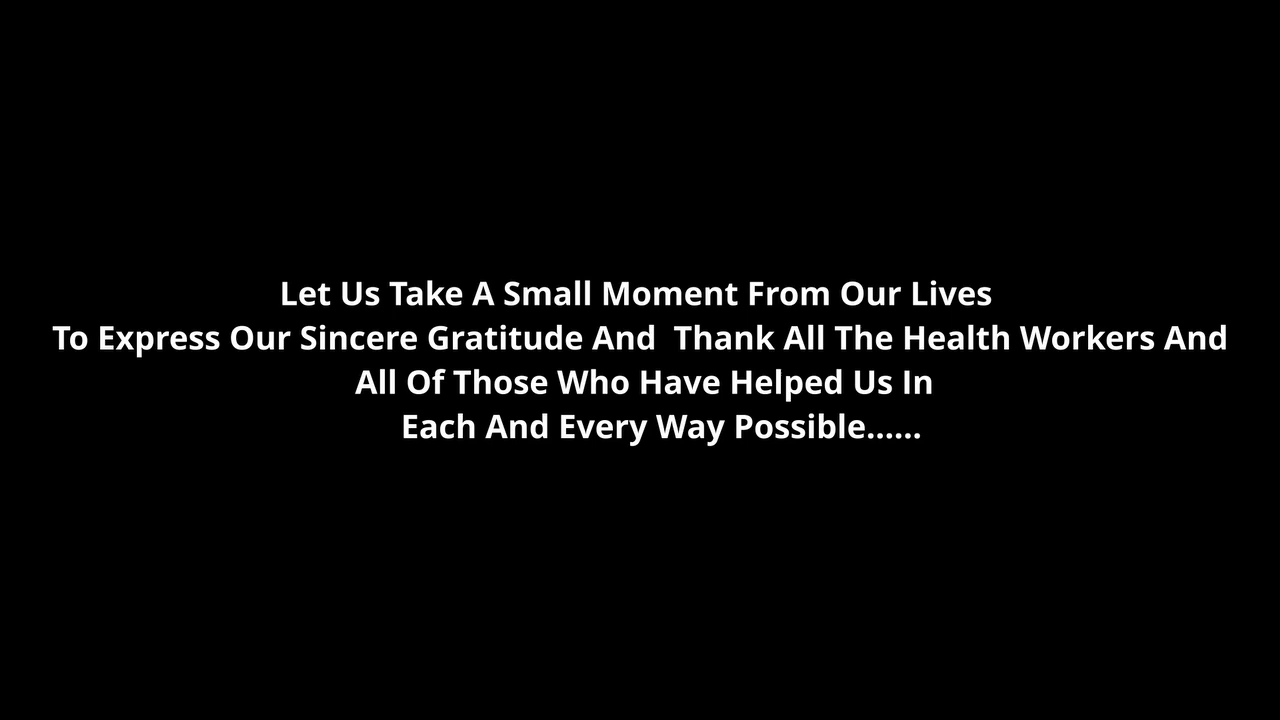 Let Us Take A Small Moment From Our Lives
To Express Our Sincere Gratitude And  Thank All The Health Workers And
All Of Those Who Have Helped Us In
Each And Every Way Possible......